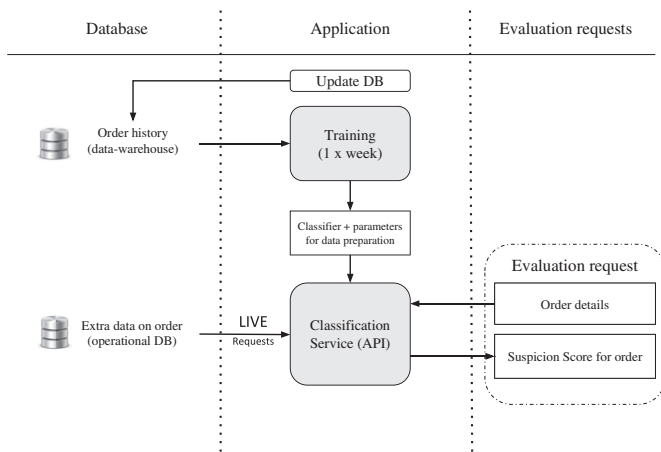 Database
Application
Evaluation requests
Update DB
Order history
(data-warehouse)
Training
(1 x week)
Classifier + parameters
for data preparation
Evaluation request
Extra data on order
(operational DB)
LIVE
Requests
Classification
Service (API)
Order details
Suspicion Score for order